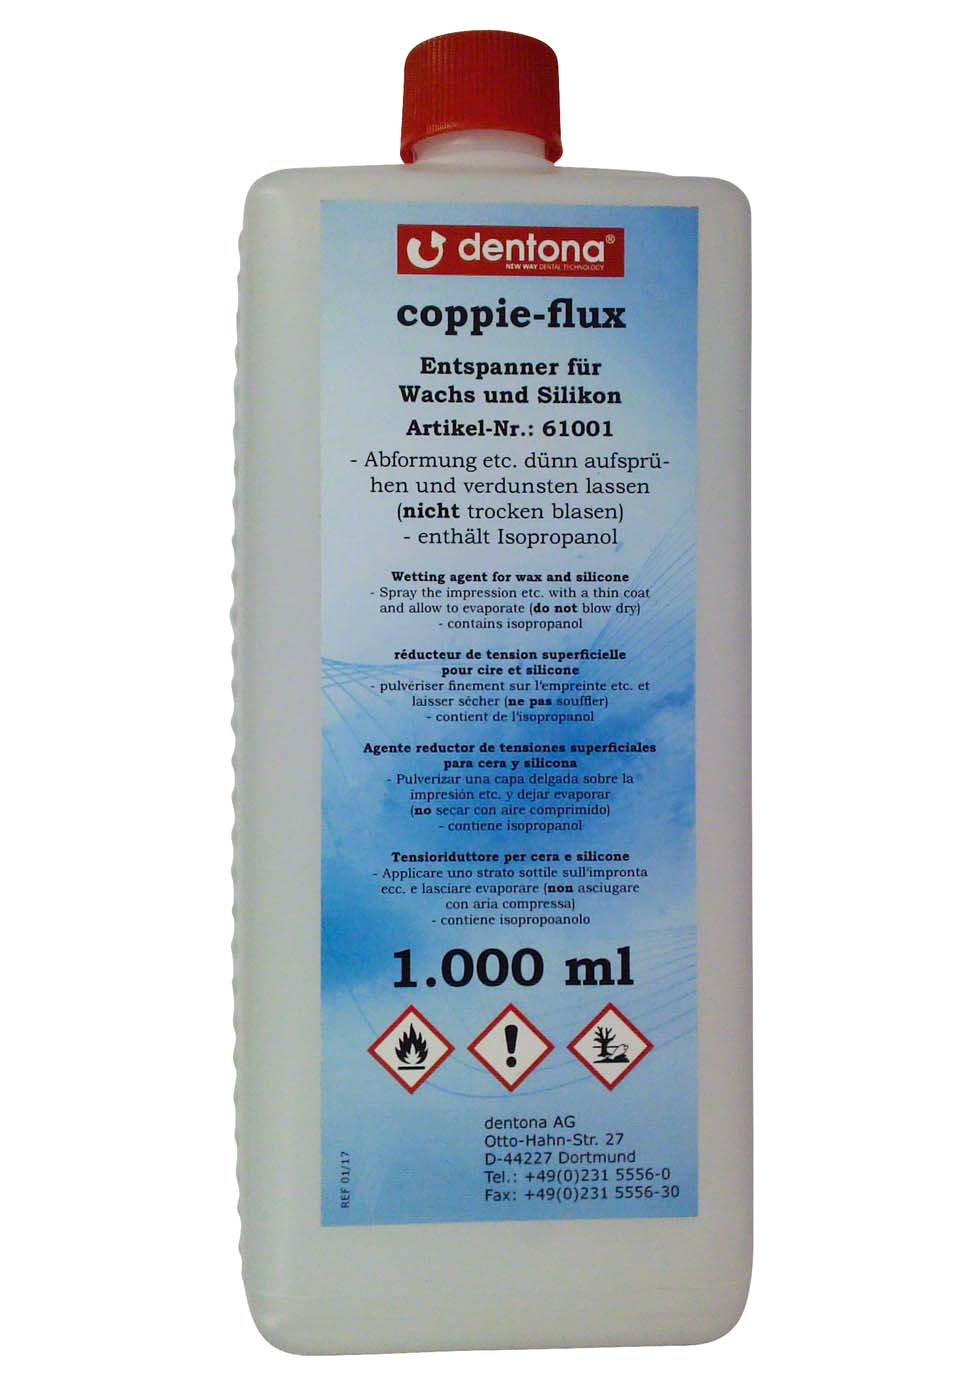 dentona®
NEW WAY DENTAL TECHNOLOGY
coppie-flux
Entspanner für
Wachs und Silikon
Artikel-Nr.: 61001
- Abformung etc. dünn aufsprü-
hen und verdunsten lassen
(nicht trocken blasen)
- enthält Isopropanol
Wetting agent for wax and silicone
- Spray the impression etc. with a thin coat
and allow to evaporate (do not blow dry)
- contains isopropanol
réducteur de tension superficielle
pour cire et silicone
- pulvériser finement sur l'empreinte etc. et
laisser sécher (ne pas souffler)
- contient de l'isopropanol
Agente reductor de tensiones superficiales
para cera y silicona
- Pulverizar una capa delgada sobre la
impresión etc. y dejar evaporar
(no secar con aire comprimido)
- contiene isopropanol
Tensioriduttore per cera e silicone
- Applicare uno strato sottile sull'impronta
ecc. e lasciare evaporare (non asciugare
con aria compressa)
- contiene isopropoanolo
1.000 ml
dentona AG
Otto-Hahn-Str. 27
D-44227 Dortmund
Tel.: +49(0)231 5556-0
Fax: +49(0)231 5556-30
REF 01/17